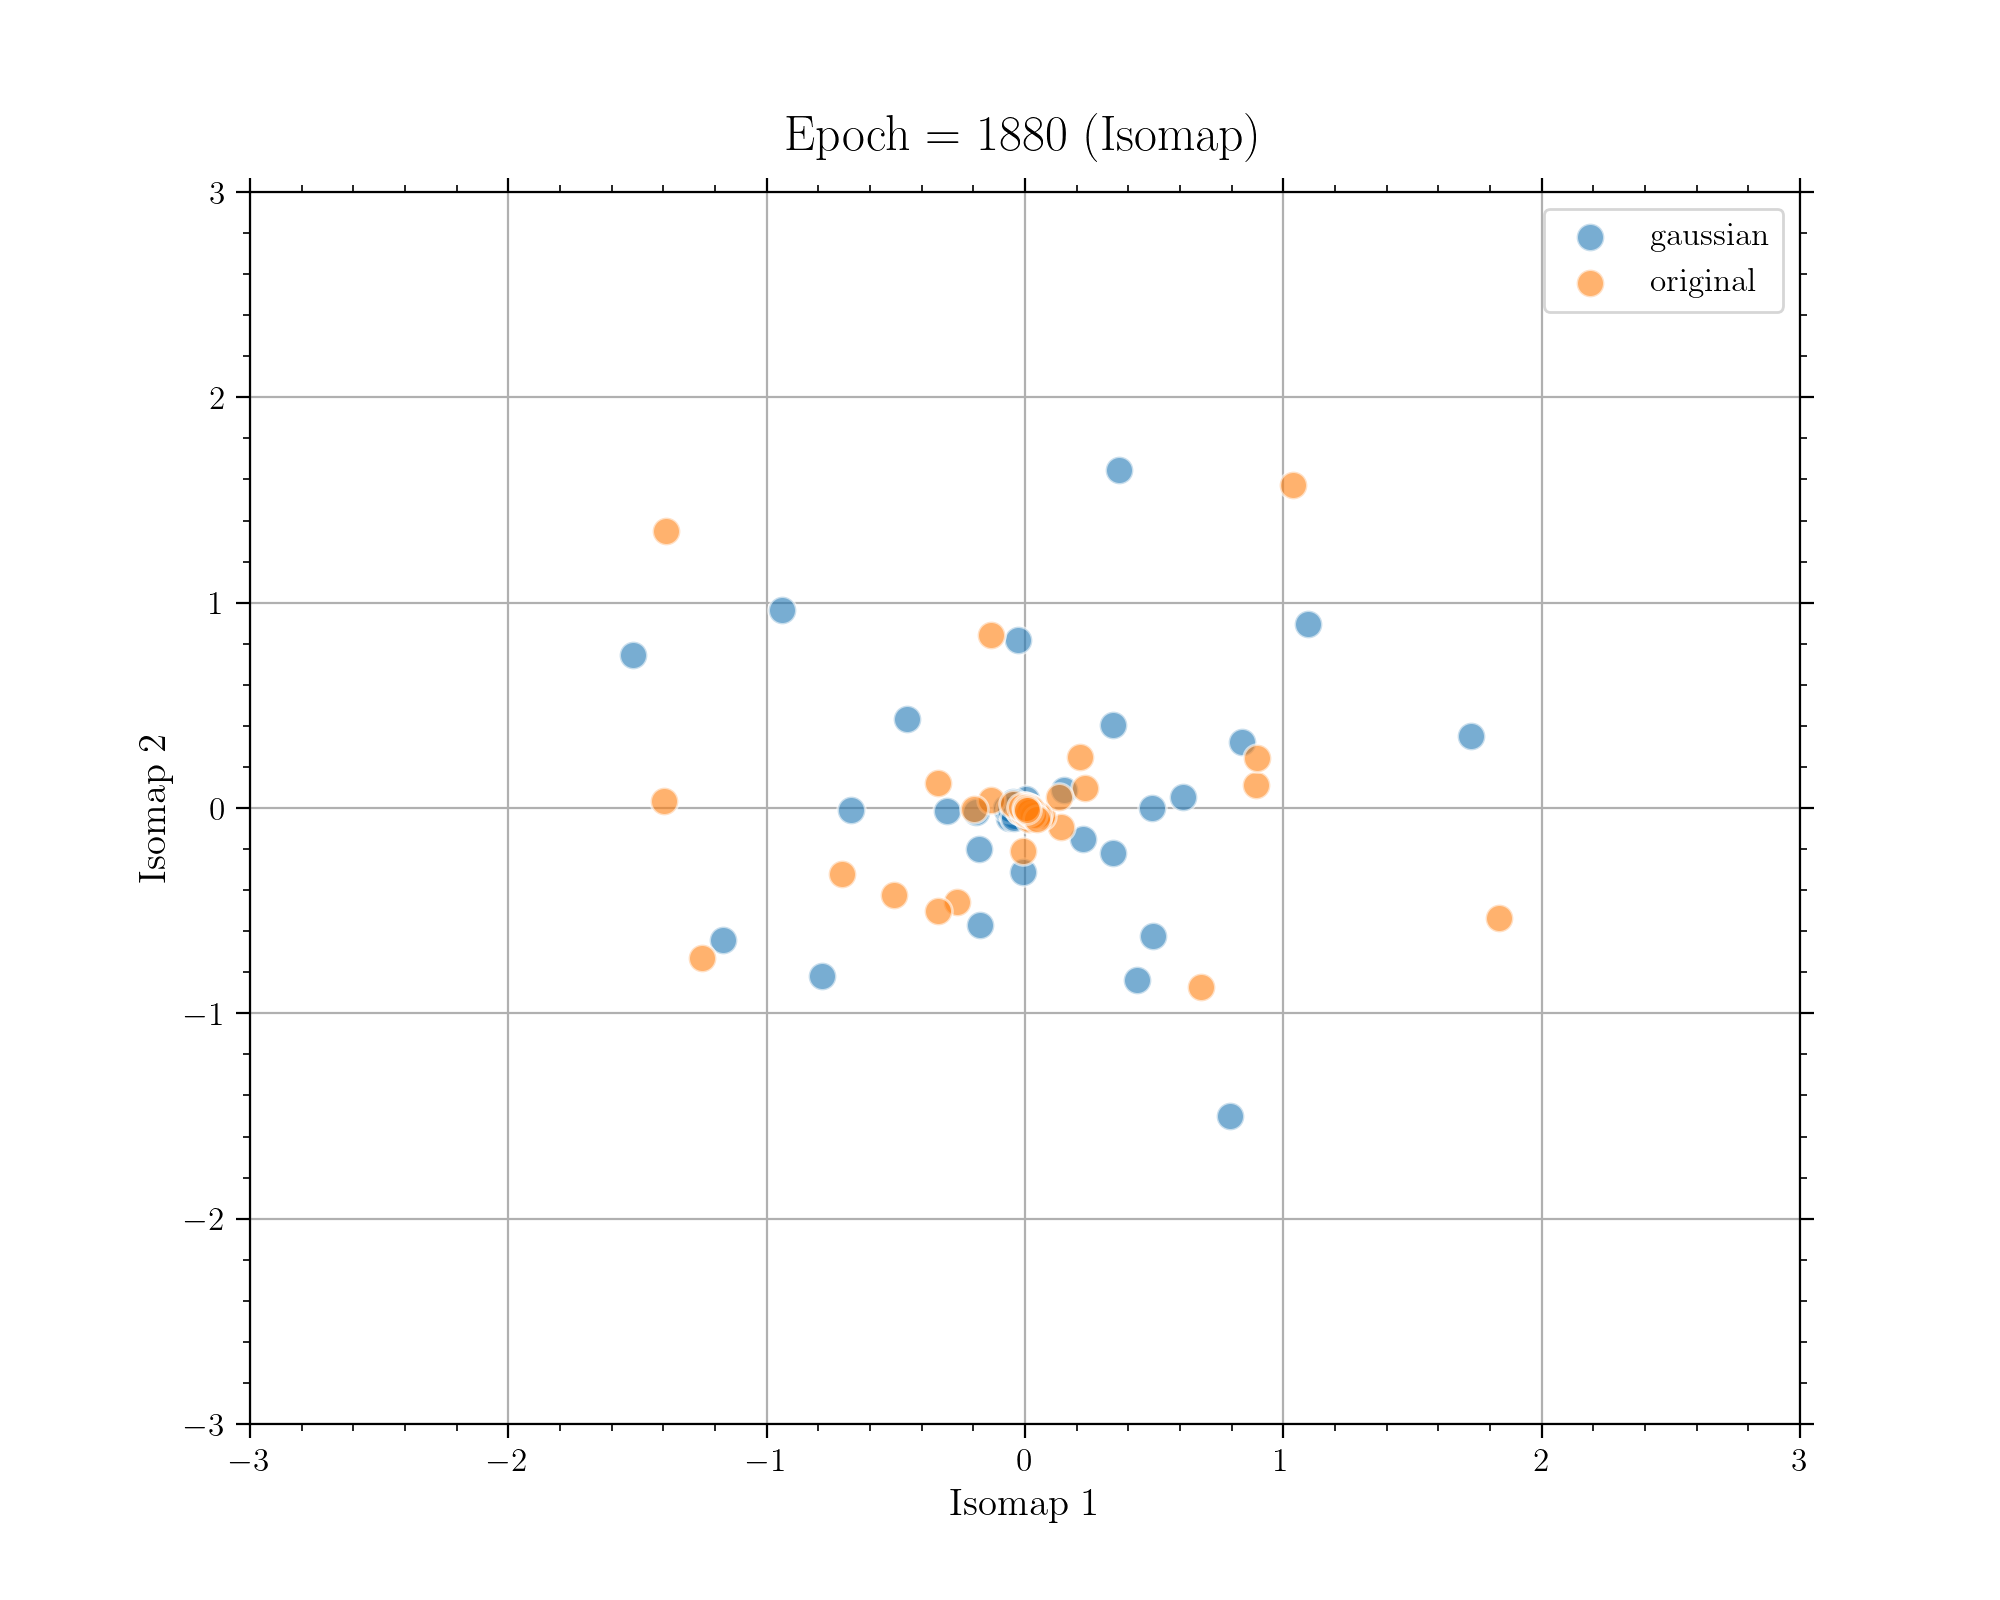 Epoch = 1880 (Isomap)
gaussian
original
3
2
1
0
−1
−2
−3
Isomap 2
−3
−2
−1
0
1
2
3
Isomap 1